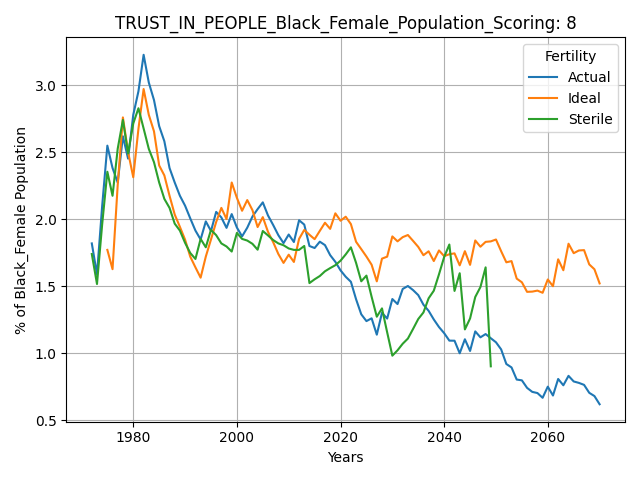 TRUST_IN_PEOPLE_Black_Female_Population_Scoring: 8
Fertility
Actual
Ideal
Sterile
% of Black_Female Population
3.0
2.5
2.0
1.5
1.0
0.5
1980 2000 2020 2040 2060
Years